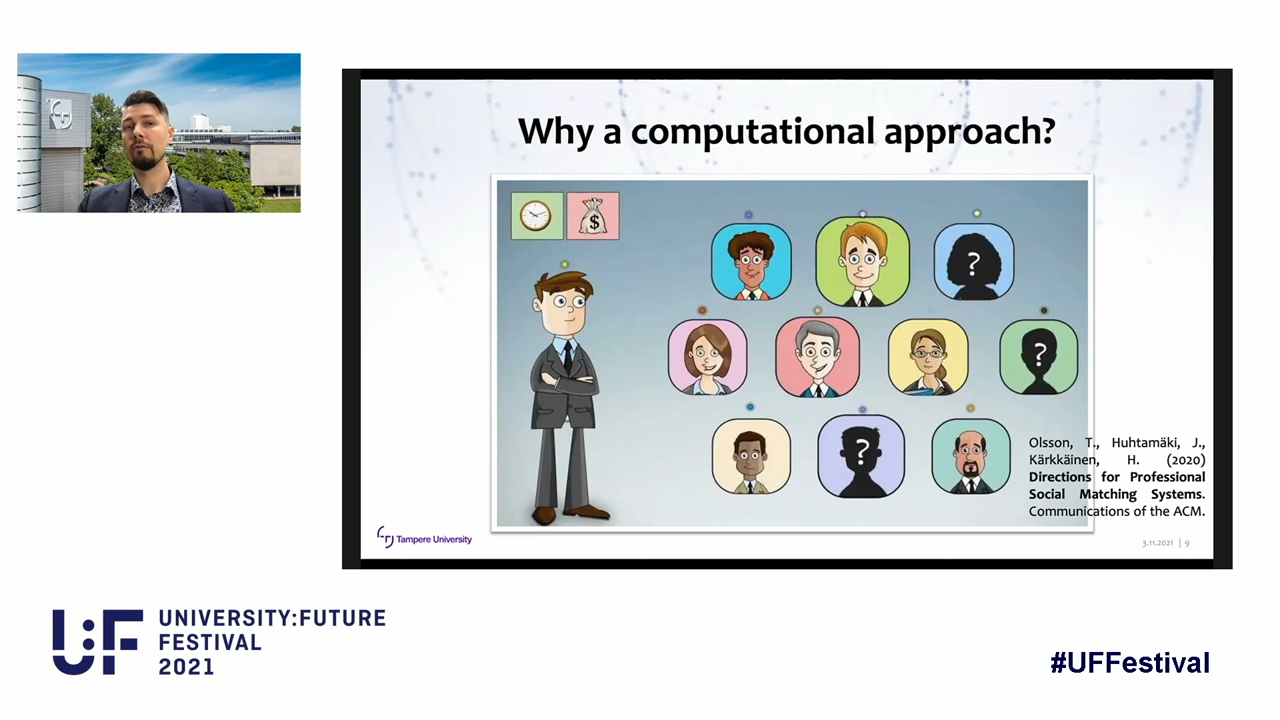 Why a computational approach?
$
?
?
?
Olsson, T., Huhtamäki, J.,
Kärkkäinen, H. (2020)
Directions for Professional
Social Matching Systems.
Communications of the ACM.
Tampere University
3.11.2021 | 9
U:F
UNIVERSITY:FUTURE
FESTIVAL
2021
#UFFestival